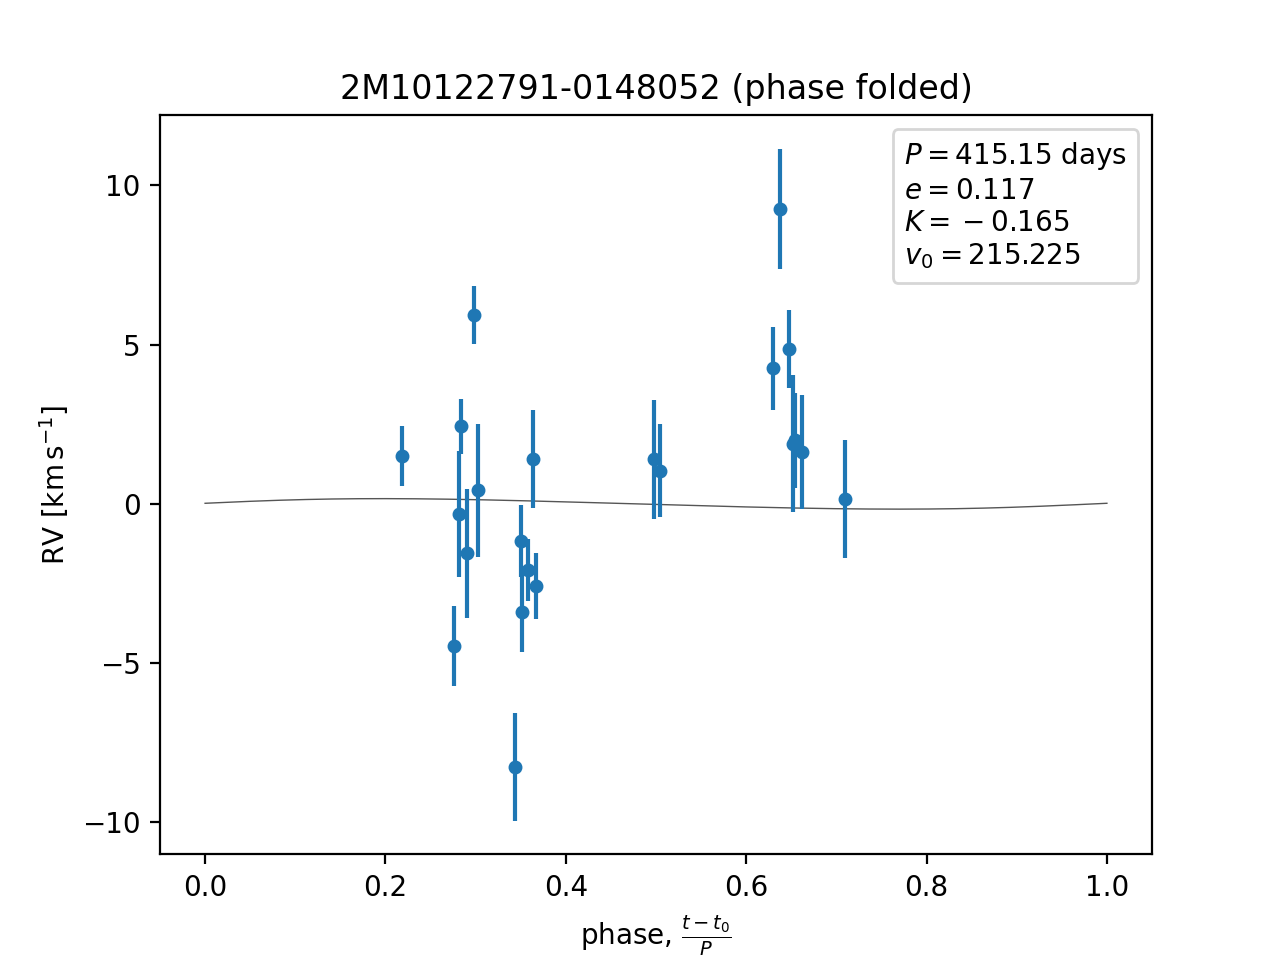 2M10122791-0148052 (phase folded)
P = 415.15 days
e = 0.117
K = −0.165
v₀ = 215.225
10
5
0
−5
−10
RV [km s⁻¹]
0.0 0.2 0.4 0.6 0.8 1.0
phase, (t − t₀)/P